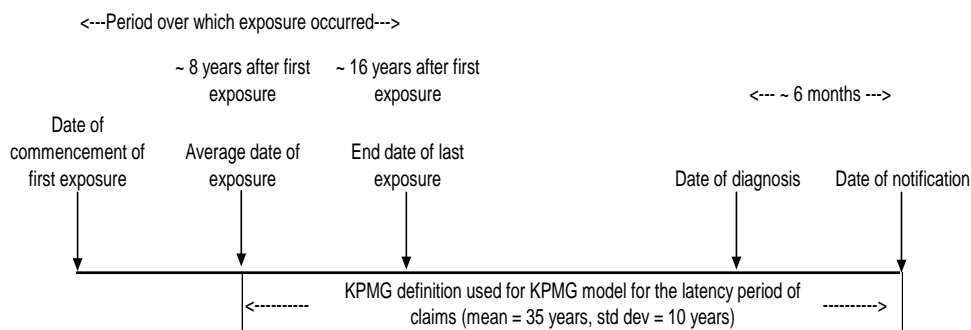 <---Period over which exposure occurred--->
~ 8 years after first
exposure
~ 16 years after first
exposure
<--- ~ 6 months --->
Date of
commencement of
first exposure
Average date of
exposure
End date of last
exposure
Date of diagnosis
Date of notification
<----------
KPMG definition used for KPMG model for the latency period of
claims (mean = 35 years, std dev = 10 years)
---------->